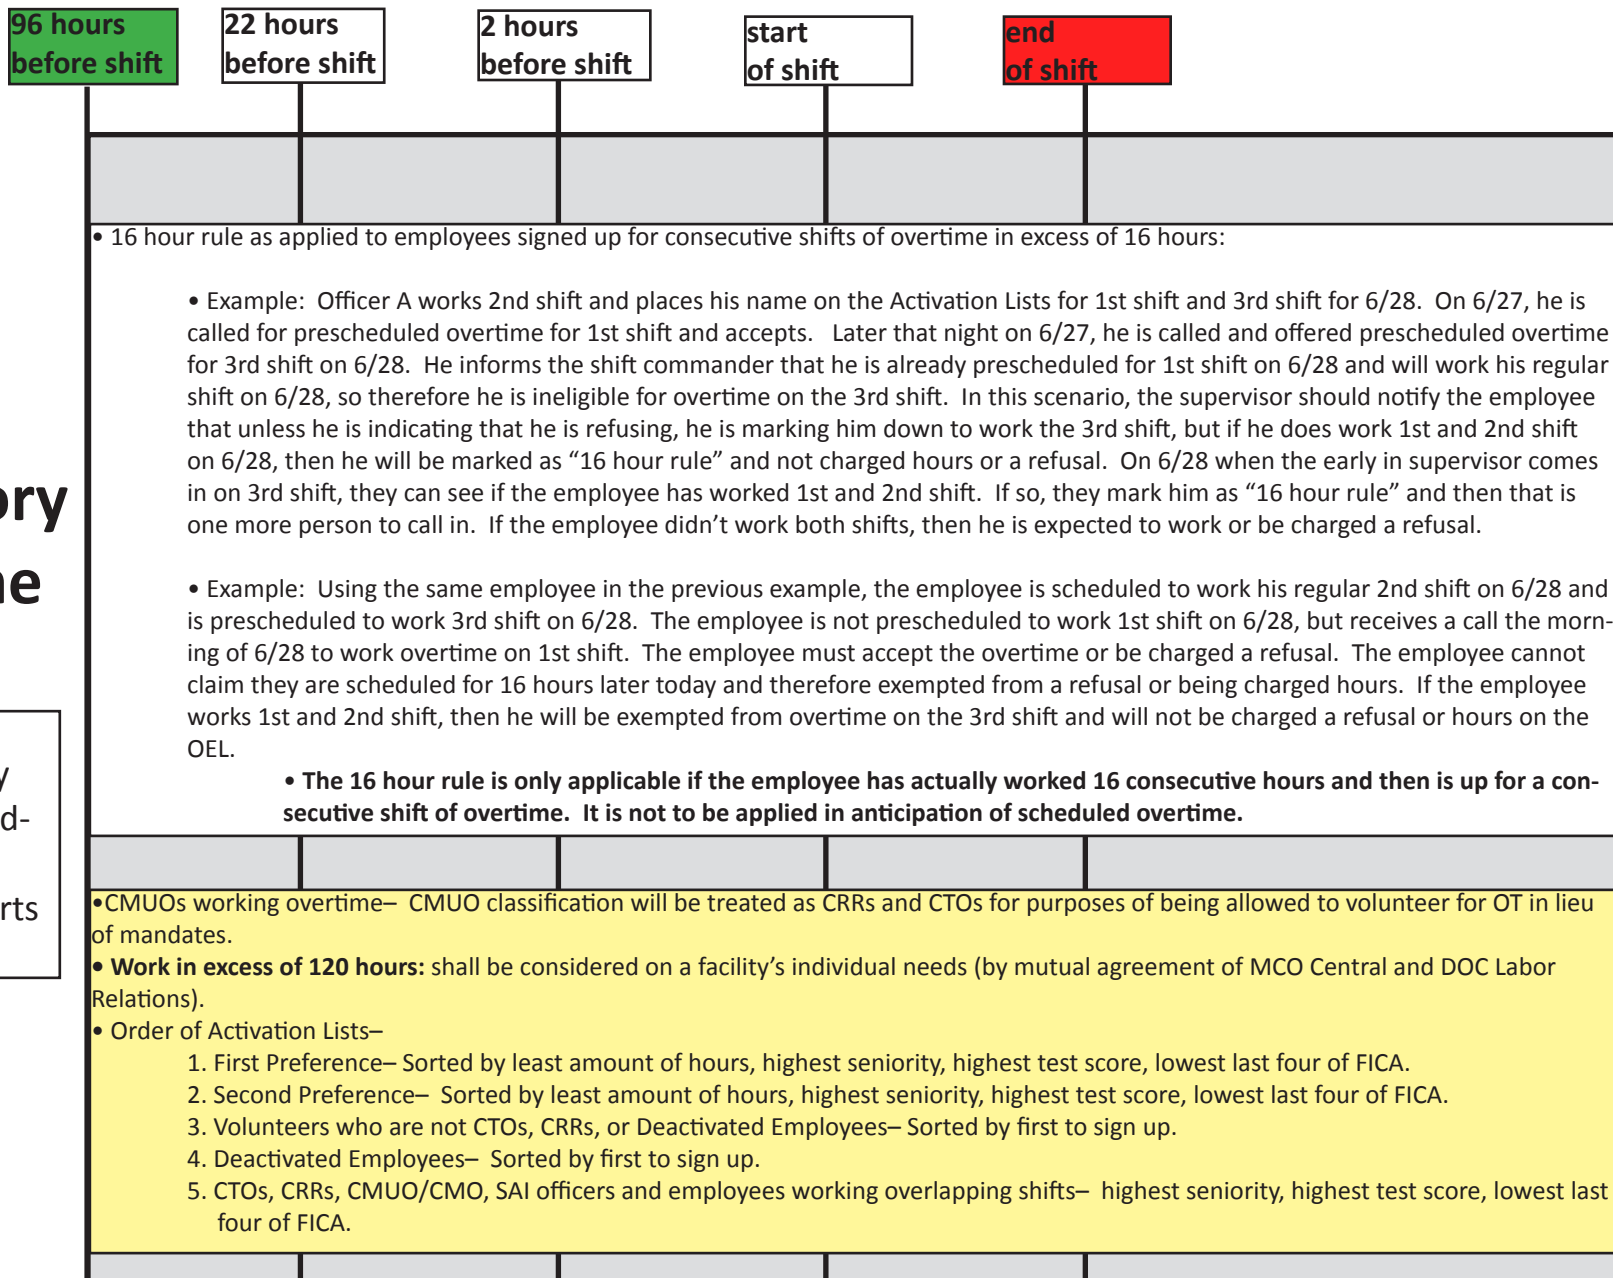 96 hours
before shift
22 hours
before shift
2 hours
before shift
start
of shift
end
of shift
• 16 hour rule as applied to employees signed up for consecutive shifts of overtime in excess of 16 hours:
• Example:  Officer A works 2nd shift and places his name on the Activation Lists for 1st shift and 3rd shift for 6/28.  On 6/27, he is
called for prescheduled overtime for 1st shift and accepts.   Later that night on 6/27, he is called and offered prescheduled overtime
for 3rd shift on 6/28.  He informs the shift commander that he is already prescheduled for 1st shift on 6/28 and will work his regular
shift on 6/28, so therefore he is ineligible for overtime on the 3rd shift.  In this scenario, the supervisor should notify the employee
that unless he is indicating that he is refusing, he is marking him down to work the 3rd shift, but if he does work 1st and 2nd shift
on 6/28, then he will be marked as “16 hour rule” and not charged hours or a refusal.  On 6/28 when the early in supervisor comes
in on 3rd shift, they can see if the employee has worked 1st and 2nd shift.  If so, they mark him as “16 hour rule” and then that is
one more person to call in.  If the employee didn’t work both shifts, then he is expected to work or be charged a refusal.
• Example:  Using the same employee in the previous example, the employee is scheduled to work his regular 2nd shift on 6/28 and
is prescheduled to work 3rd shift on 6/28.  The employee is not prescheduled to work 1st shift on 6/28, but receives a call the morn-
ing of 6/28 to work overtime on 1st shift.  The employee must accept the overtime or be charged a refusal.  The employee cannot
claim they are scheduled for 16 hours later today and therefore exempted from a refusal or being charged hours.  If the employee
works 1st and 2nd shift, then he will be exempted from overtime on the 3rd shift and will not be charged a refusal or hours on the
OEL.
• The 16 hour rule is only applicable if the employee has actually worked 16 consecutive hours and then is up for a con-
secutive shift of overtime.  It is not to be applied in anticipation of scheduled overtime.
ory
ne
y
d-
rts
•CMUOs working overtime–  CMUO classification will be treated as CRRs and CTOs for purposes of being allowed to volunteer for OT in lieu
of mandates.
• Work in excess of 120 hours: shall be considered on a facility’s individual needs (by mutual agreement of MCO Central and DOC Labor
Relations).
• Order of Activation Lists–
1. First Preference– Sorted by least amount of hours, highest seniority, highest test score, lowest last four of FICA.
2. Second Preference–  Sorted by least amount of hours, highest seniority, highest test score, lowest last four of FICA.
3. Volunteers who are not CTOs, CRRs, or Deactivated Employees– Sorted by first to sign up.
4. Deactivated Employees–  Sorted by first to sign up.
5. CTOs, CRRs, CMUO/CMO, SAI officers and employees working overlapping shifts–  highest seniority, highest test score, lowest last
four of FICA.